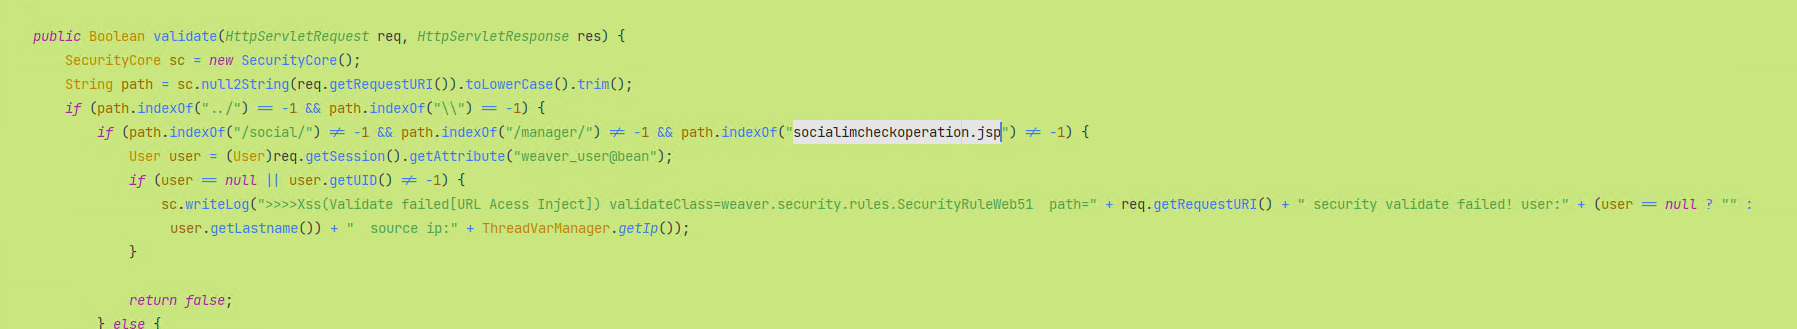 public Boolean validate(HttpServletRequest req, HttpServletResponse res) {
SecurityCore sc = new SecurityCore();
String path = sc.null2String(req.getRequestURI()).toLowerCase().trim();
if (path.indexOf("../") == -1 && path.indexOf("\\") == -1) {
if (path.indexOf("/social/") != -1 && path.indexOf("/manager/") != -1 && path.indexOf("socialimcheckoperation.jsp") != -1) {
User user = (User)req.getSession().getAttribute("weaver_user@bean");
if (user == null || user.getUID() != -1) {
sc.writeLog(">>>>Xss(Validate failed[URL Acess Inject]) validateClass=weaver.security.rules.SecurityRuleWeb51  path=" + req.getRequestURI() + " security validate failed! user:" + (user == null ? "" :
user.getLastname()) + "  source ip:" + ThreadVarManager.getIp());
}
return false;
} else {